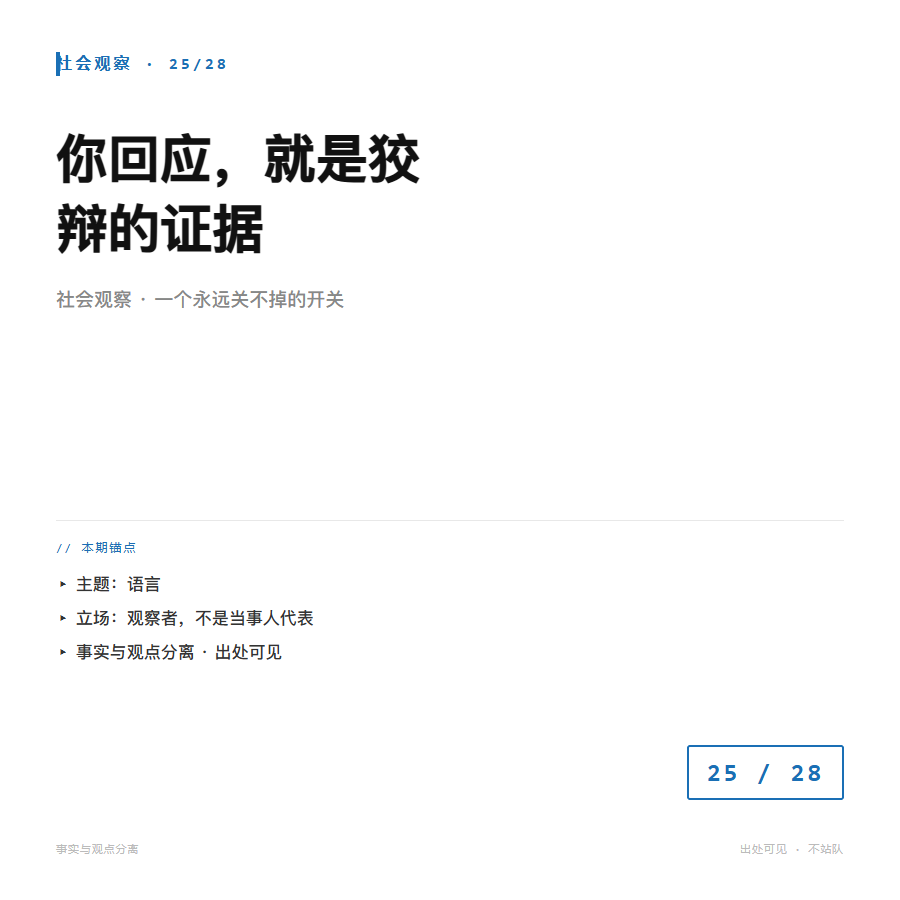 社会观察 · 25/28
你回应，就是狡
辩的证据
社会观察 · 一个永远关不掉的开关
// 本期锚点
▸ 主题：语言
▸ 立场：观察者，不是当事人代表
▸ 事实与观点分离 · 出处可见
25 / 28
事实与观点分离
出处可见 · 不站队